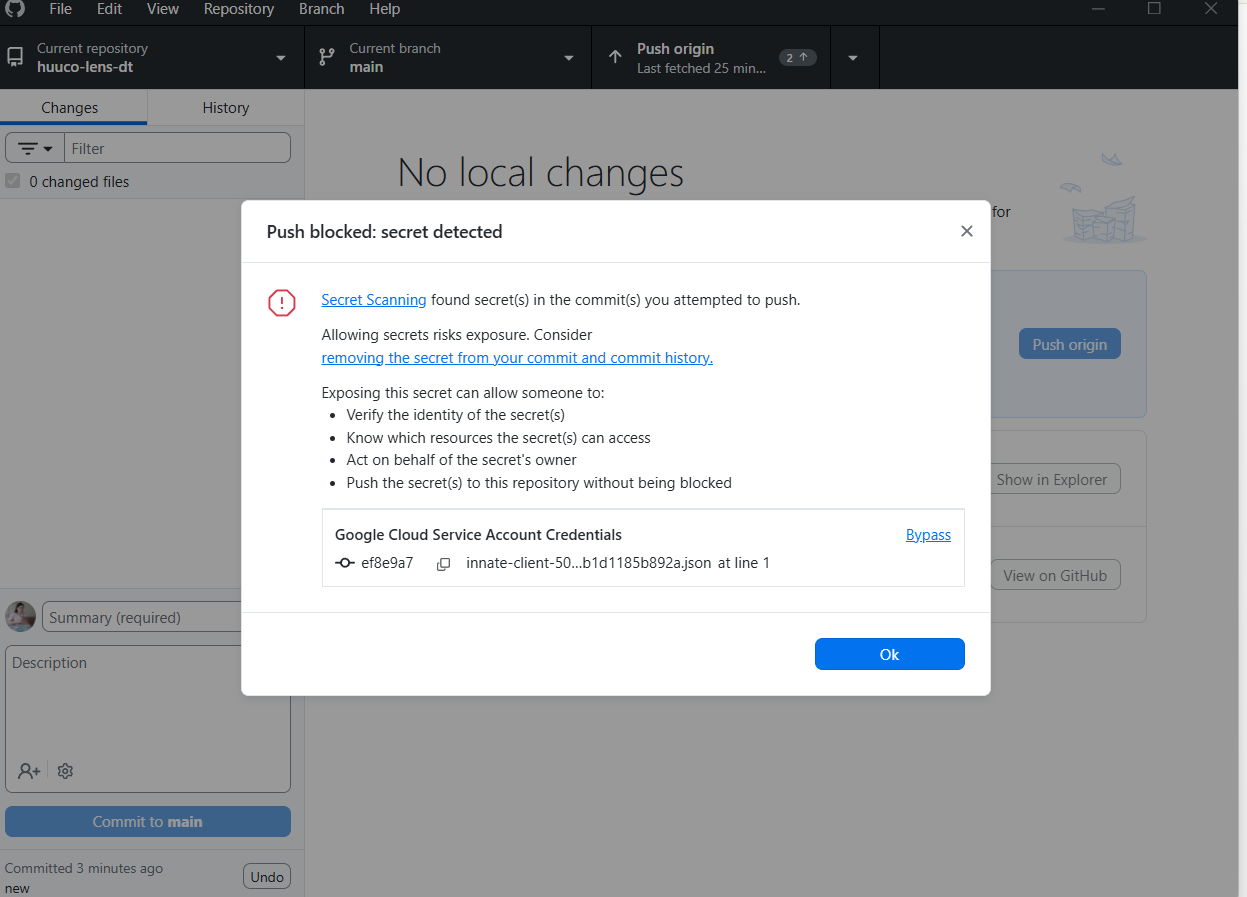 File Edit View Repository Branch Help
Current repository
huuco-lens-dt
Current branch
main
Push origin
Last fetched 25 min...
2
Changes
History
Filter
0 changed files
No local changes
for
Push blocked: secret detected
Secret Scanning found secret(s) in the commit(s) you attempted to push.
Allowing secrets risks exposure. Consider
removing the secret from your commit and commit history.
Exposing this secret can allow someone to:
• Verify the identity of the secret(s)
• Know which resources the secret(s) can access
• Act on behalf of the secret's owner
• Push the secret(s) to this repository without being blocked
Google Cloud Service Account Credentials
Bypass
ef8e9a7 innate-client-50...b1d1185b892a.json at line 1
Ok
Push origin
Show in Explorer
View on GitHub
Summary (required)
Description
Commit to main
Committed 3 minutes ago
new
Undo